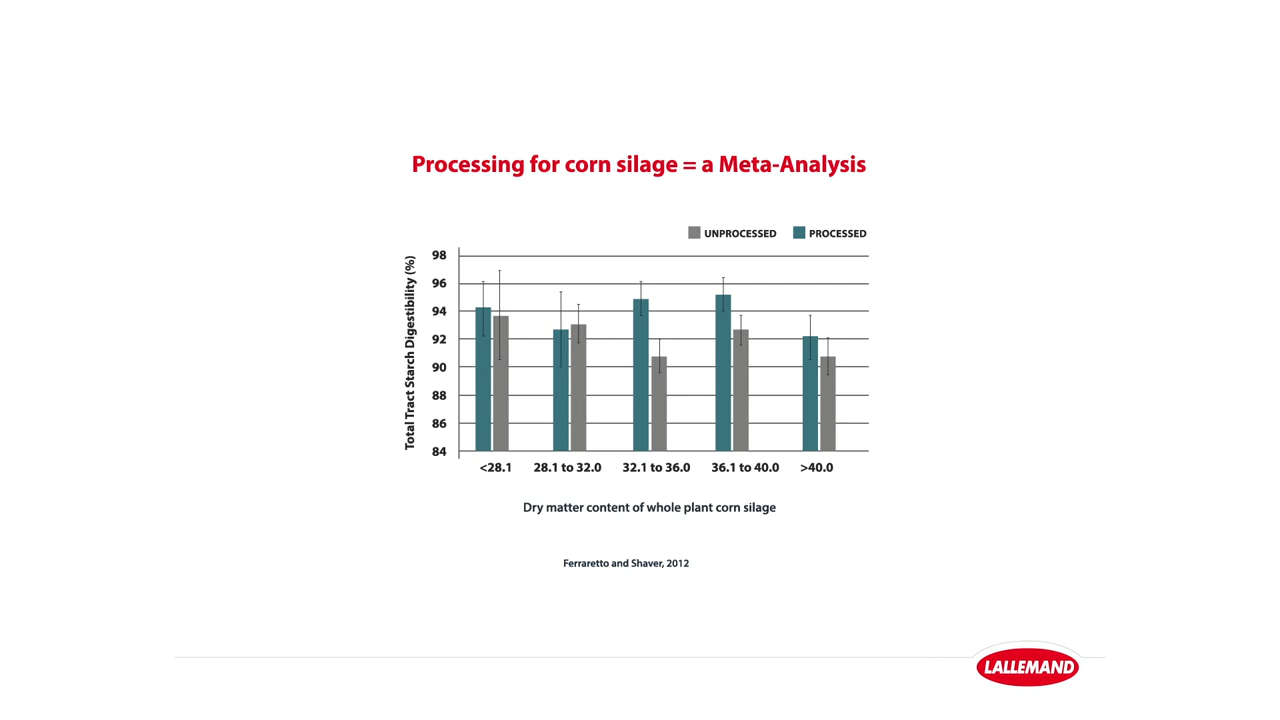 Processing for corn silage = a Meta-Analysis
UNPROCESSED
PROCESSED
Total Tract Starch Digestibility (%)
98
96
94
92
90
88
86
84
<28.1
28.1 to 32.0
32.1 to 36.0
36.1 to 40.0
>40.0
Dry matter content of whole plant corn silage
Ferraretto and Shaver, 2012
LALLEMAND